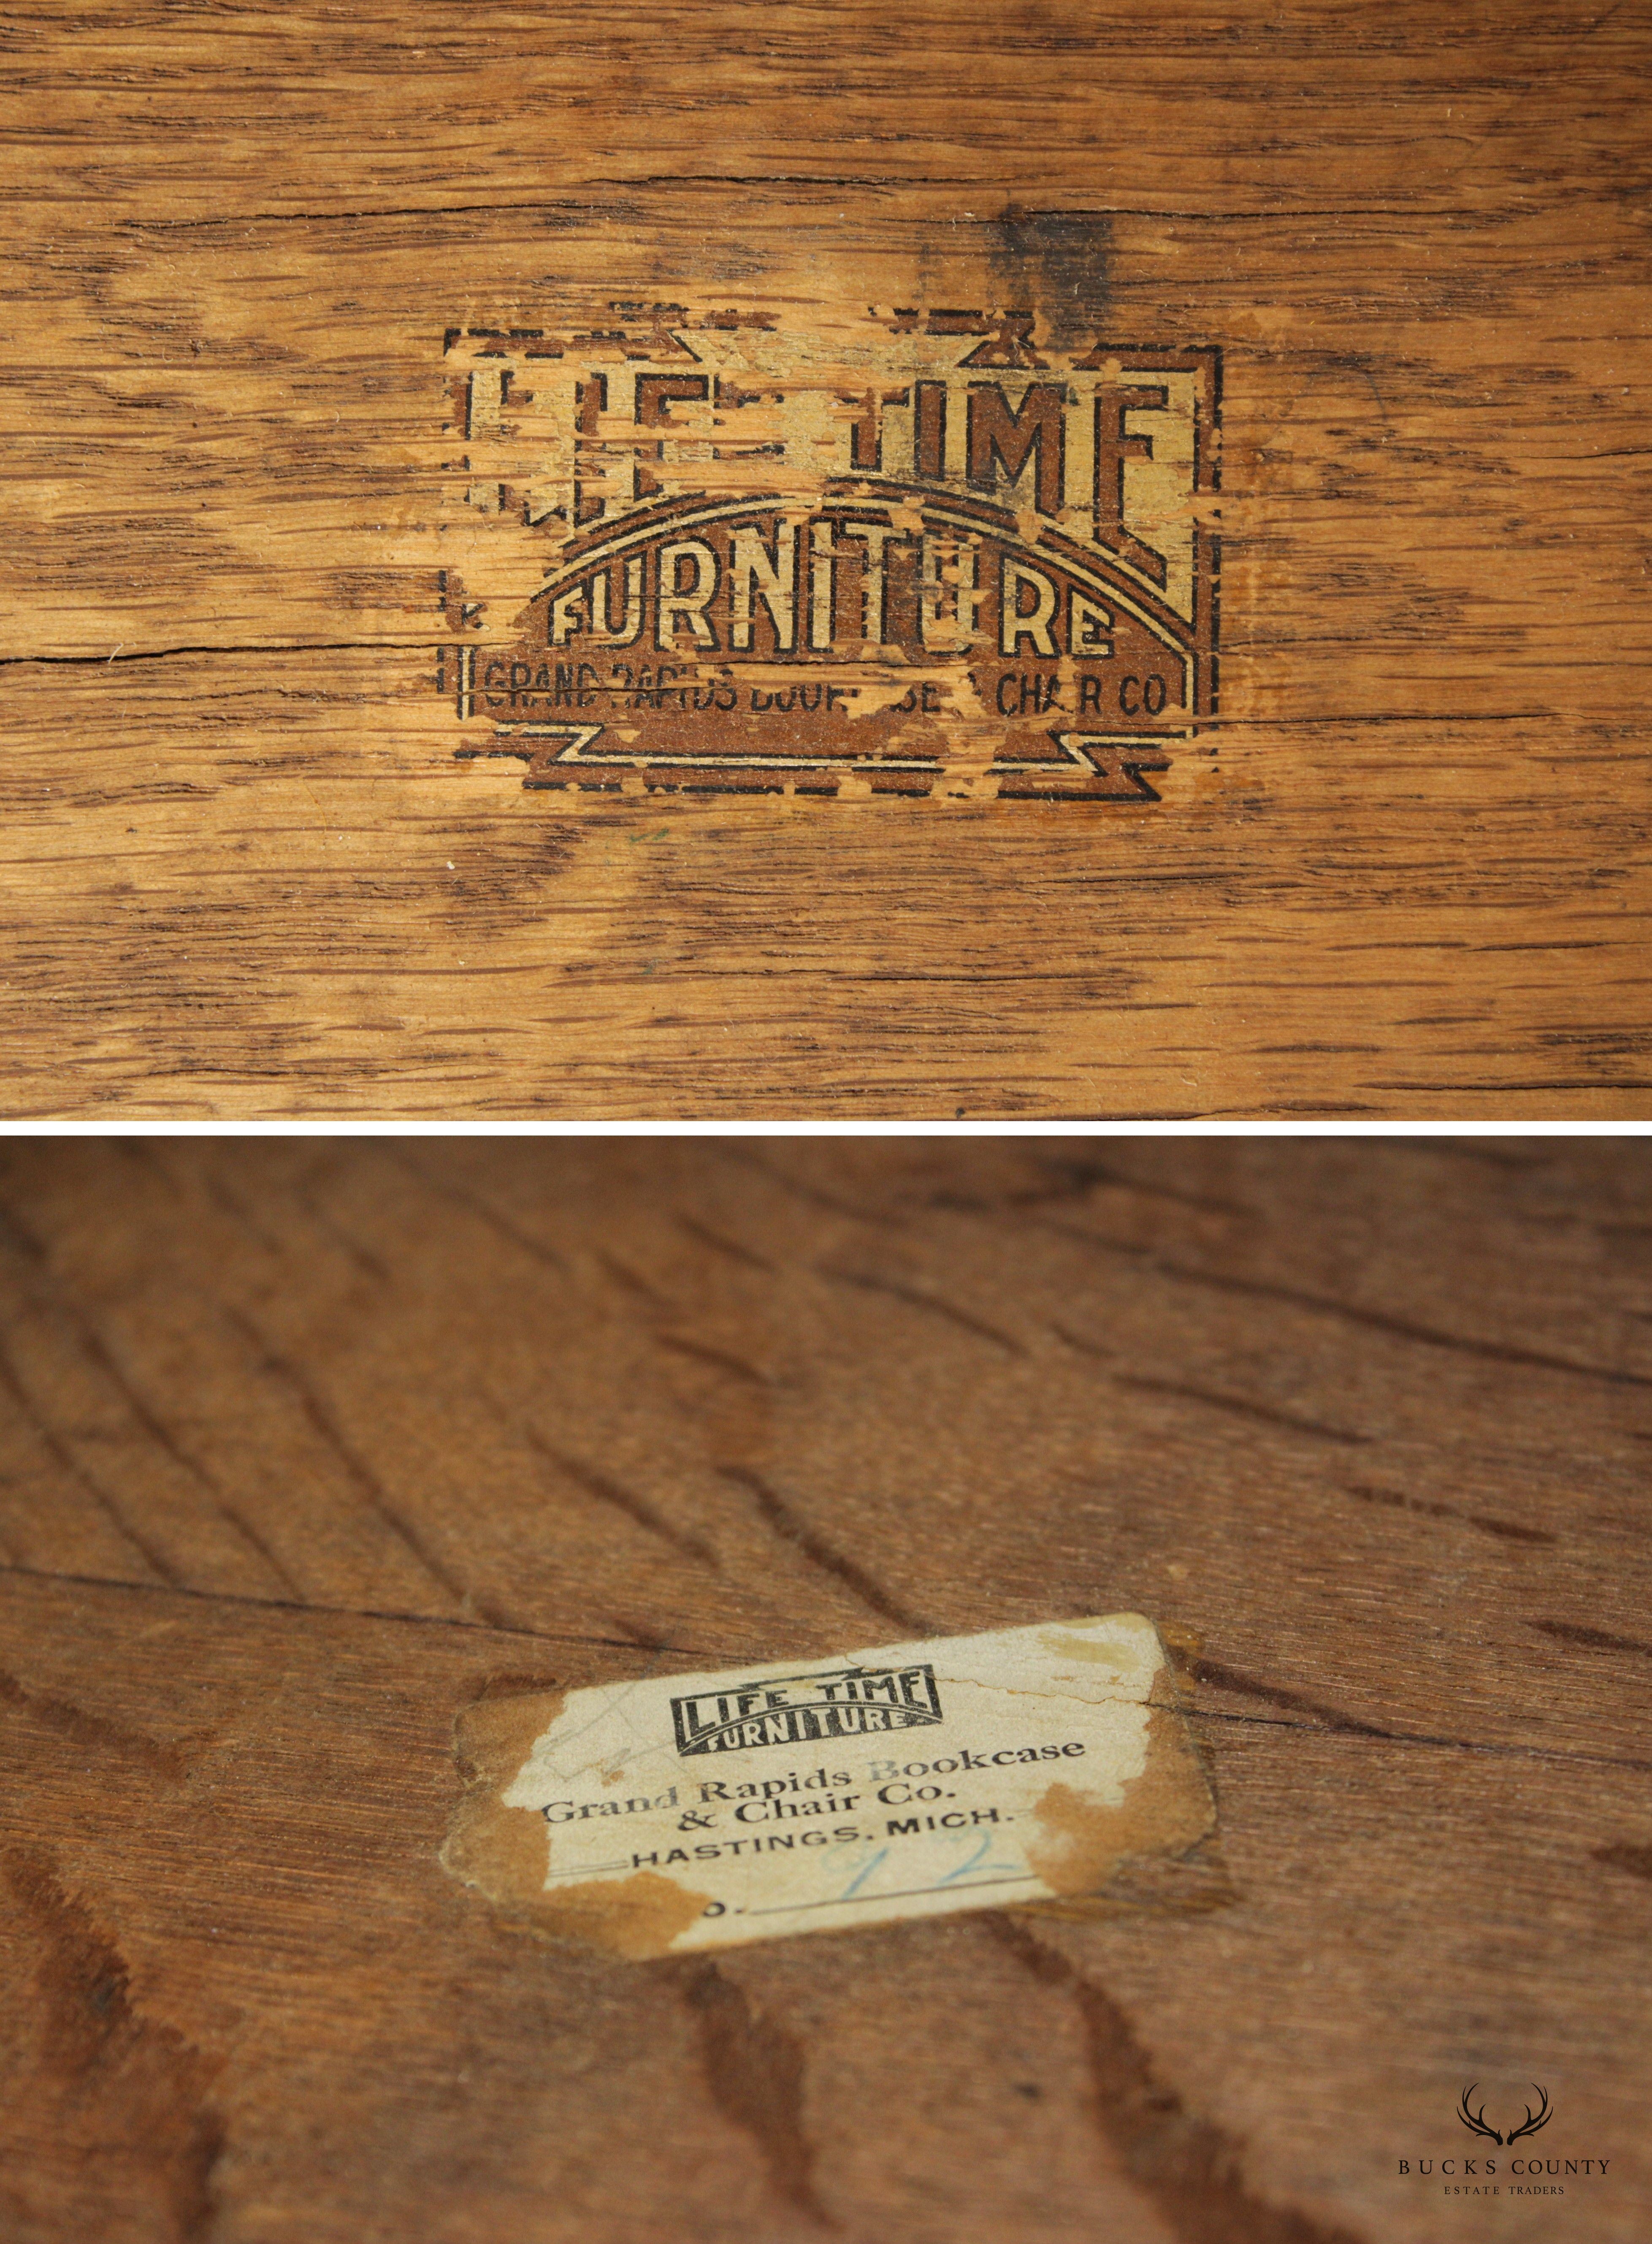 LIFE TIME
FURNITURE
GRAND RAPIDS CHAIR CO
LIFE TIME
FURNITURE
Grand Rapids Bookcase
& Chair Co.
HASTINGS, MICH.
o. 12
BUCKS COUNTY
ESTATE TRADERS